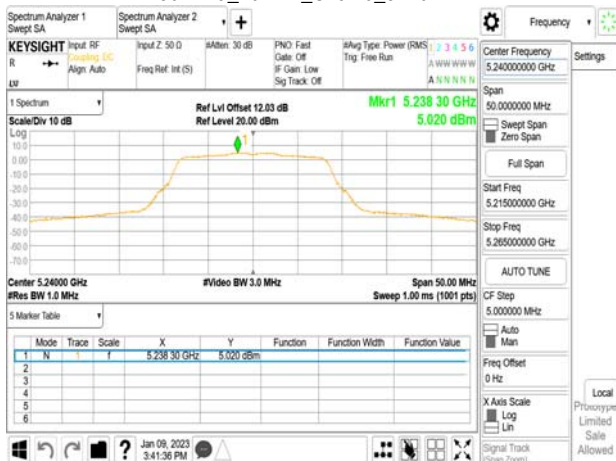 Spectrum Analyzer 1
Swept SA
Spectrum Analyzer 2
Swept SA
+
Frequency
KEYSIGHT
R
Input: RF
Coupling: DC
Align: Auto
Input Z: 50 Ω
Freq Ref: Int (S)
#Atten: 30 dB
PNO: Fast
Gate: Off
IF Gain: Low
Sig Track: Off
#Avg Type: Power (RMS
Trig: Free Run
1 2 3 4 5 6
A W W W W W
A N N N N N
1 Spectrum
Scale/Div 10 dB
Ref Lvl Offset 12.03 dB
Ref Level 20.00 dBm
Mkr1 5.238 30 GHz
5.020 dBm
Log
10.0
0.00
-10.0
-20.0
-30.0
-40.0
-50.0
-60.0
-70.0
1
Center 5.24000 GHz
#Res BW 1.0 MHz
#Video BW 3.0 MHz
Span 50.00 MHz
Sweep 1.00 ms (1001 pts)
5 Marker Table
Mode Trace Scale X Y Function Function Width Function Value
1 N 1 f 5.238 30 GHz 5.020 dBm
2
3
4
5
6
Jan 09, 2023
3:41:36 PM
Center Frequency
5.240000000 GHz
Settings
Span
50.0000000 MHz
Swept Span
Zero Span
Full Span
Start Freq
5.215000000 GHz
Stop Freq
5.265000000 GHz
AUTO TUNE
CF Step
5.000000 MHz
Auto
Man
Freq Offset
0 Hz
X Axis Scale
Log
Lin
Signal Track
(Span Zoom)
Local
Prototype
Limited
Sale
Allowed